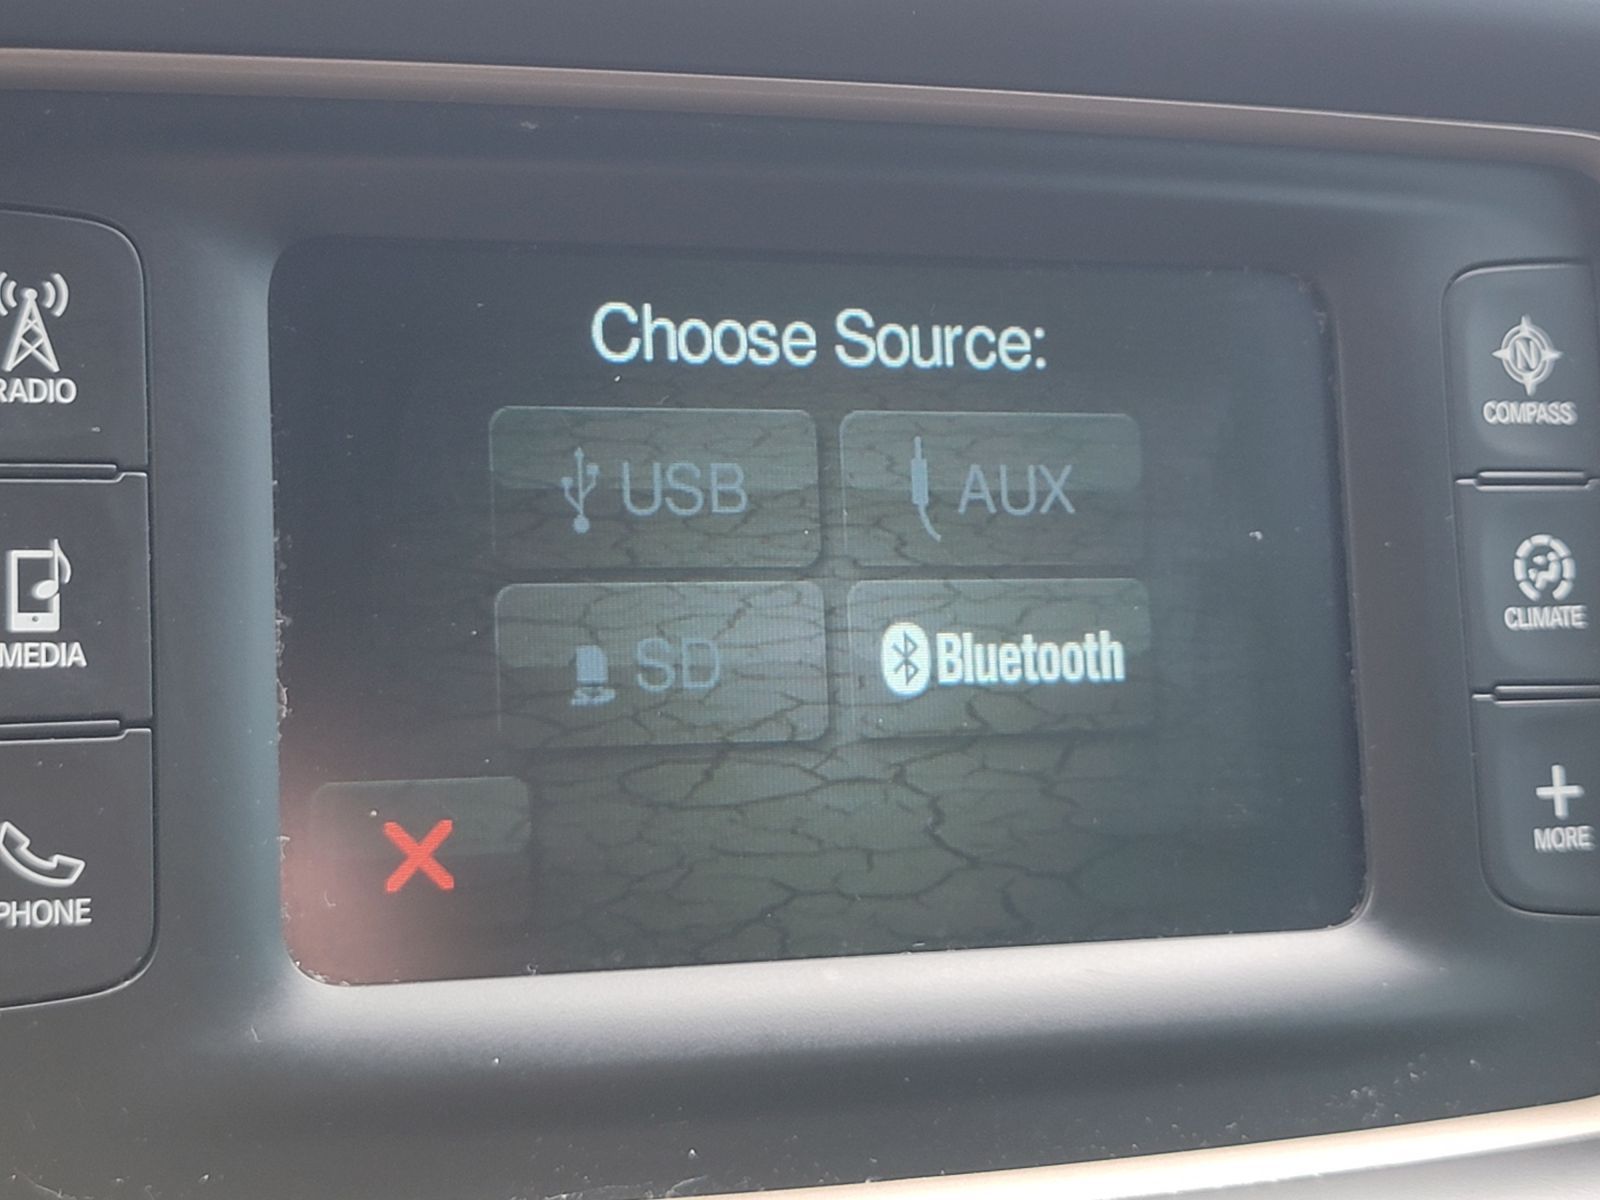 Choose Source:
USB
AUX
SD
Bluetooth
RADIO
MEDIA
PHONE
N
COMPASS
CLIMATE
MORE